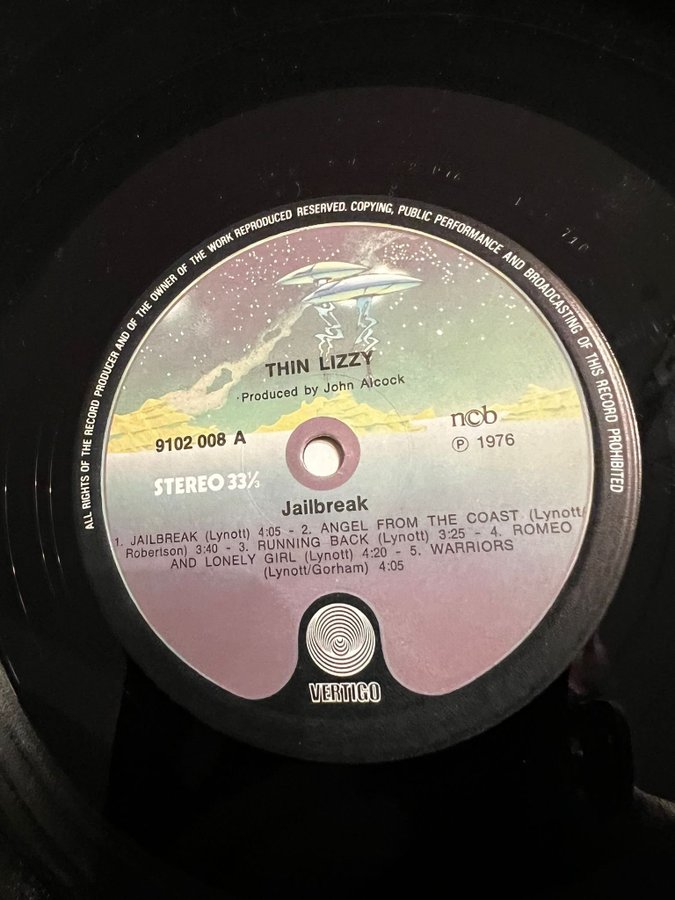 ALL RIGHTS OF THE RECORD PRODUCER AND OF THE OWNER OF THE WORK REPRODUCED RESERVED. COPYING, PUBLIC PERFORMANCE AND BROADCASTING OF THIS RECORD PROHIBITED
THIN LIZZY
Produced by John Alcock
9102 008 A
ncb
STEREO 33⅓
℗ 1976
Jailbreak
1. JAILBREAK (Lynott) 4:05 - 2. ANGEL FROM THE COAST (Lynott/
Robertson) 3:40 - 3. RUNNING BACK (Lynott) 3:25 - 4. ROMEO
AND LONELY GIRL (Lynott) 4:20 - 5. WARRIORS
(Lynott/Gorham) 4:05
VERTIGO